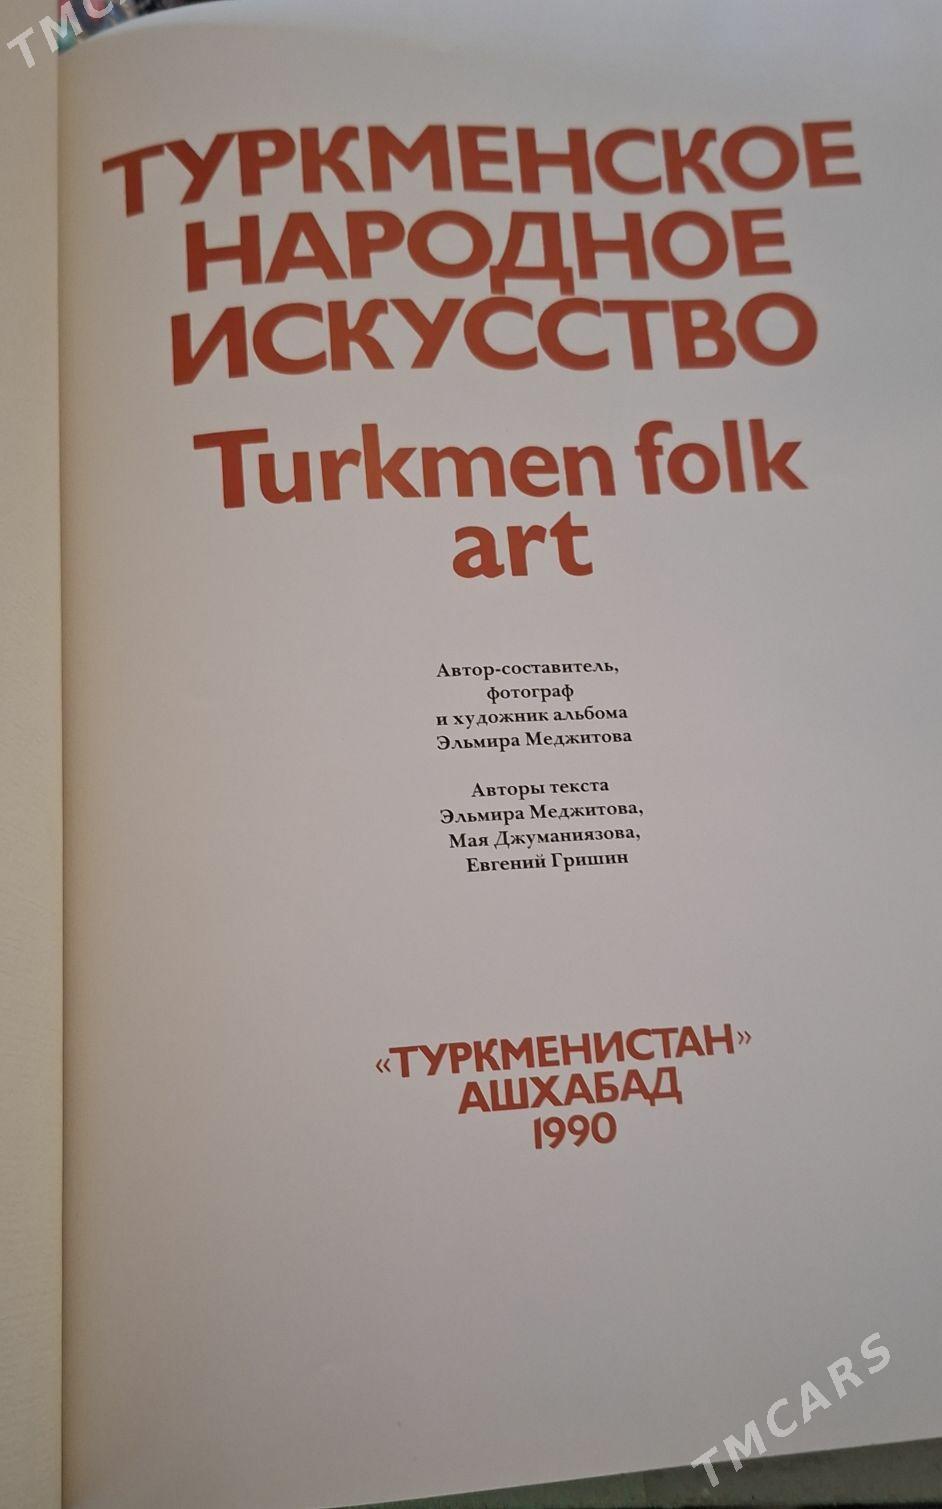 TMC
ТУРКМЕНСКОЕ
НАРОДНОЕ
ИСКУССТВО
Turkmen folk
art
Автор-составитель,
фотограф
и художник альбома
Эльмира Меджитова
Авторы текста
Эльмира Меджитова,
Мая Джуманиязова,
Евгений Гришин
«ТУРКМЕНИСТАН»
АШХАБАД
1990
TMCARS